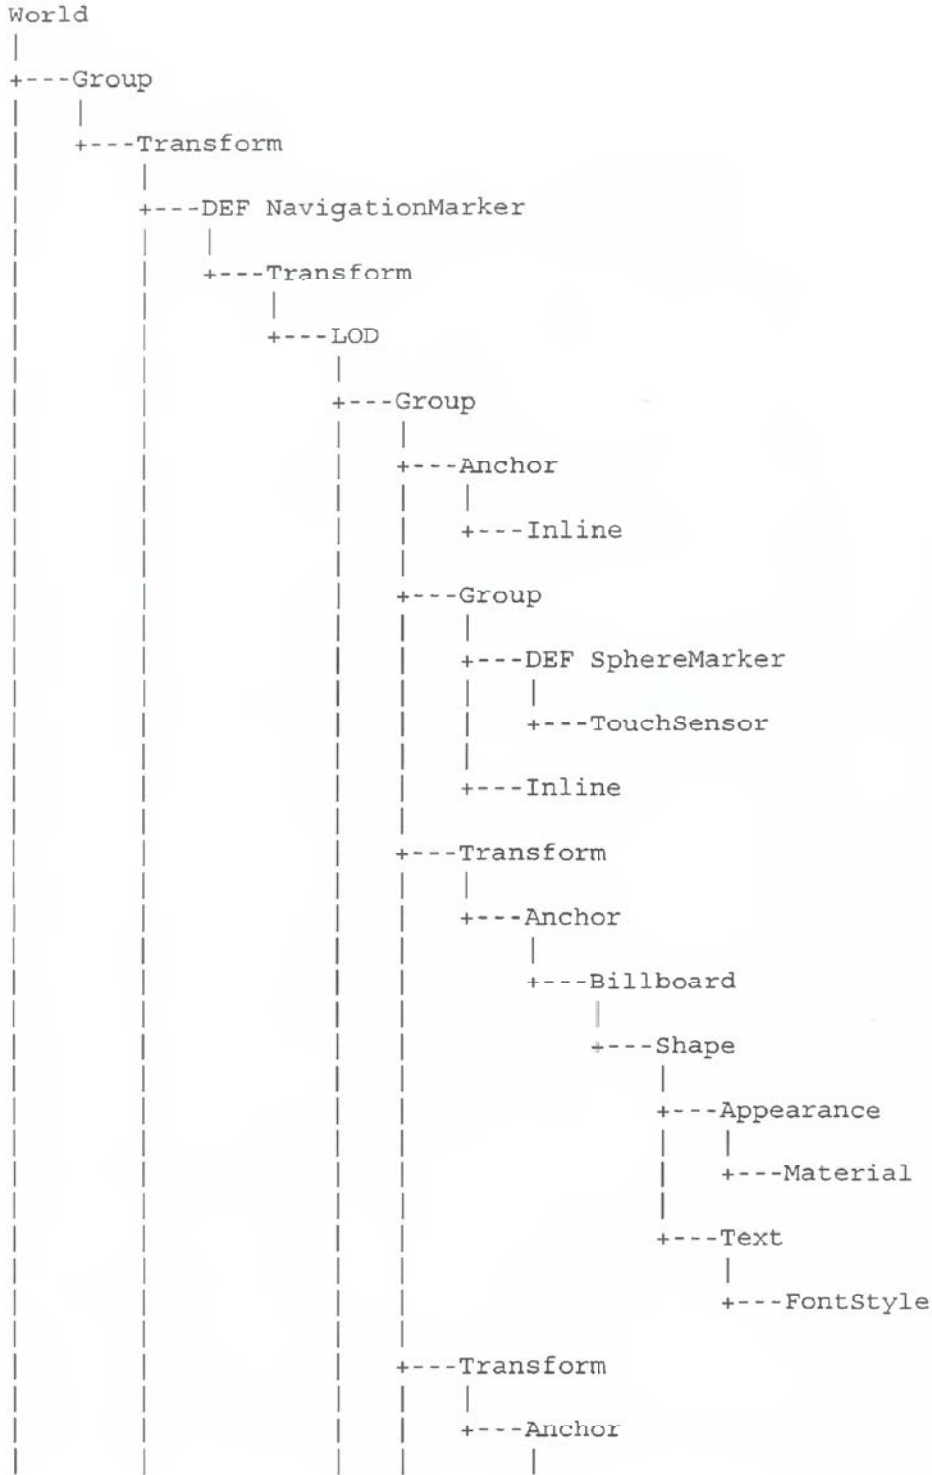 World
|
+---Group
|   |
|   +---Transform
|       |
|       +---DEF NavigationMarker
|       |   |
|       |   +---Transform
|       |       |
|       |       +---LOD
|       |           |
|       |           +---Group
|       |           |   |
|       |           |   +---Anchor
|       |           |   |   |
|       |           |   |   +---Inline
|       |           |   |
|       |           |   +---Group
|       |           |   |   |
|       |           |   |   +---DEF SphereMarker
|       |           |   |   |   |
|       |           |   |   |   +---TouchSensor
|       |           |   |   |
|       |           |   |   +---Inline
|       |           |   |
|       |           |   +---Transform
|       |           |   |   |
|       |           |   |   +---Anchor
|       |           |   |       |
|       |           |   |       +---Billboard
|       |           |   |           |
|       |           |   |           +---Shape
|       |           |   |               |
|       |           |   |               +---Appearance
|       |           |   |               |   |
|       |           |   |               |   +---Material
|       |           |   |               |
|       |           |   |               +---Text
|       |           |   |                   |
|       |           |   |                   +---FontStyle
|       |           |   |
|       |           |   +---Transform
|       |           |   |   |
|       |           |   |   +---Anchor
|       |           |   |       |